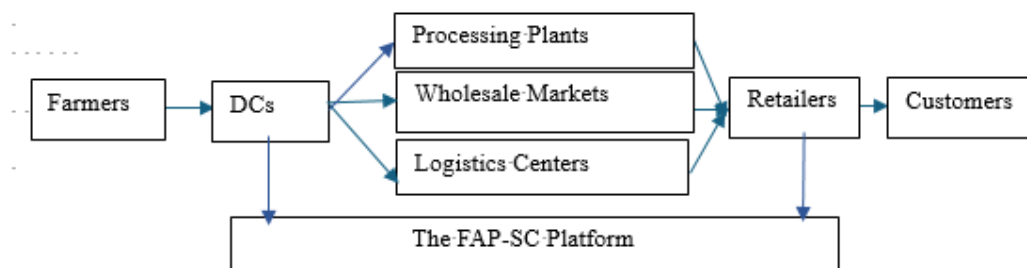 Processing Plants
Farmers
DCs
Wholesale Markets
Retailers
Customers
Logistics Centers
The FAP-SC Platform